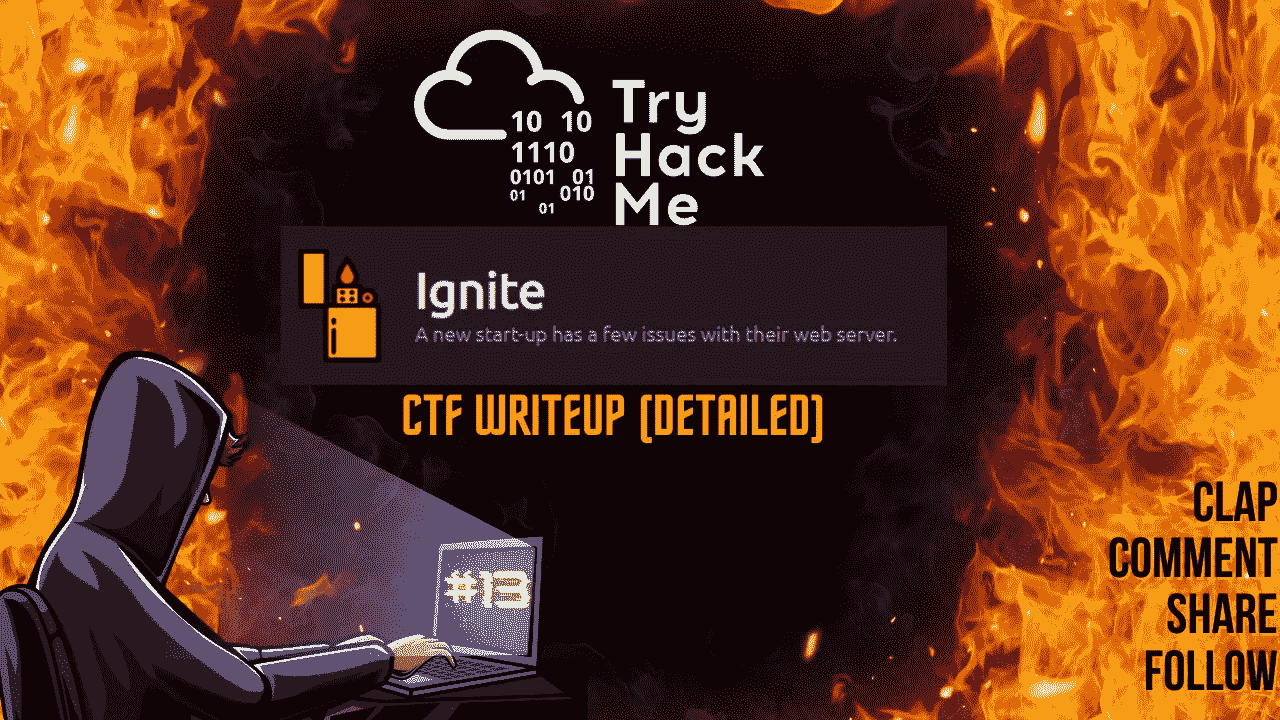 Try
Hack
Me
10 10
1110
0101 01
01 010
01
Ignite
A new start-up has a few issues with their web server.
CTF WRITEUP (DETAILED)
#13
CLAP
COMMENT
SHARE
FOLLOW